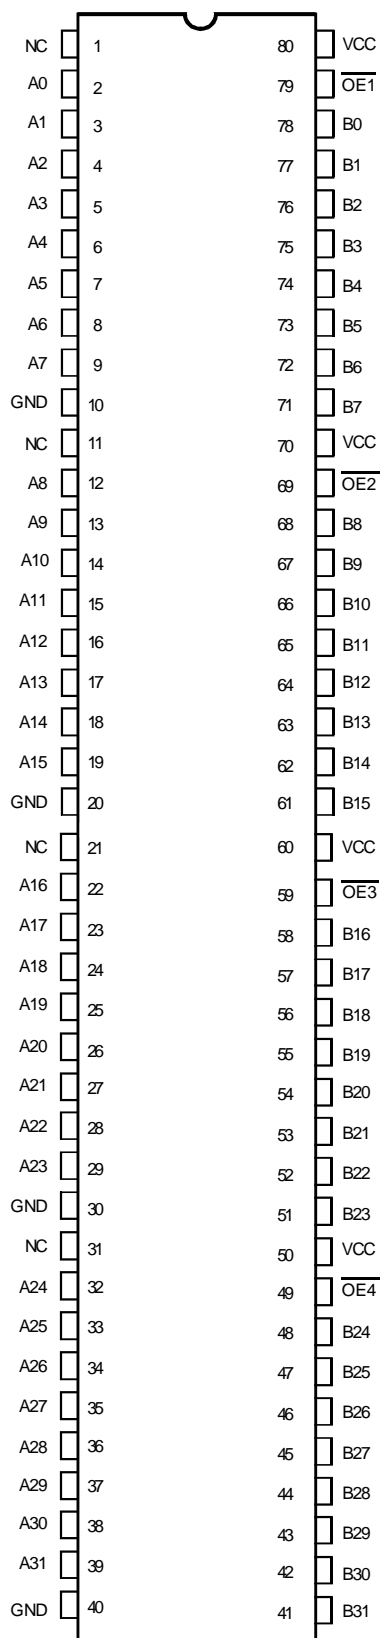 NC 1 80 VCC
A0 2 79 OE1
A1 3 78 B0
A2 4 77 B1
A3 5 76 B2
A4 6 75 B3
A5 7 74 B4
A6 8 73 B5
A7 9 72 B6
GND 10 71 B7
NC 11 70 VCC
A8 12 69 OE2
A9 13 68 B8
A10 14 67 B9
A11 15 66 B10
A12 16 65 B11
A13 17 64 B12
A14 18 63 B13
A15 19 62 B14
GND 20 61 B15
NC 21 60 VCC
A16 22 59 OE3
A17 23 58 B16
A18 24 57 B17
A19 25 56 B18
A20 26 55 B19
A21 27 54 B20
A22 28 53 B21
A23 29 52 B22
GND 30 51 B23
NC 31 50 VCC
A24 32 49 OE4
A25 33 48 B24
A26 34 47 B25
A27 35 46 B26
A28 36 45 B27
A29 37 44 B28
A30 38 43 B29
A31 39 42 B30
GND 40 41 B31